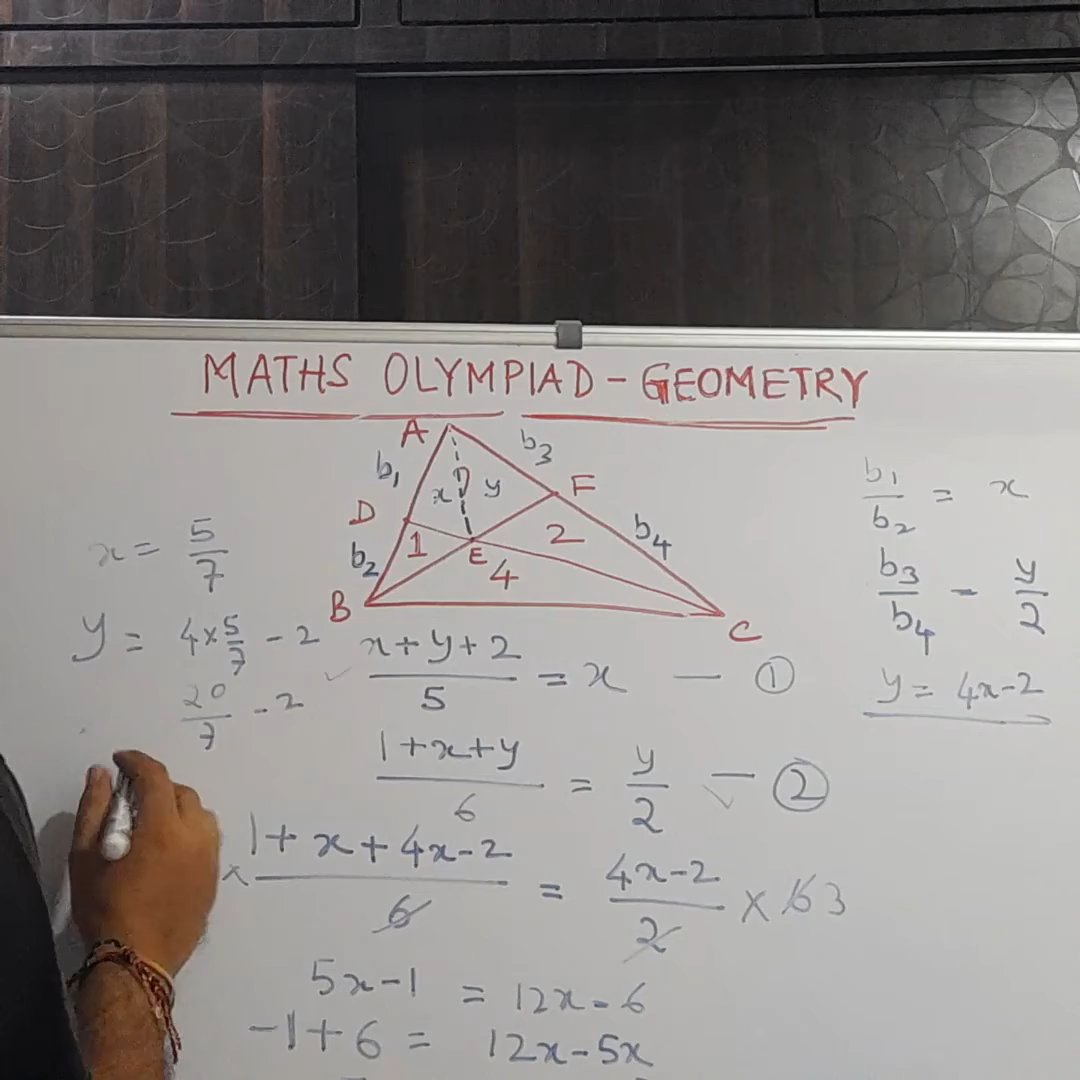 MATHS OLYMPIAD - GEOMETRY
A
b₁
b₃
D
x
y
F
b₂
1
E
2
b₄
4
B
C
b₁/b₂ = x
b₃/b₄ = y/2
y = 4x-2
x = 5/7
y = 4×5/7 - 2
20/7 - 2
(x+y+2)/5 = x — ①
(1+x+y)/6 = y/2 — ②
× (1+x+4x-2)/6 = (4x-2)/2 × 6 3
5x-1 = 12x-6
-1+6 = 12x-5x